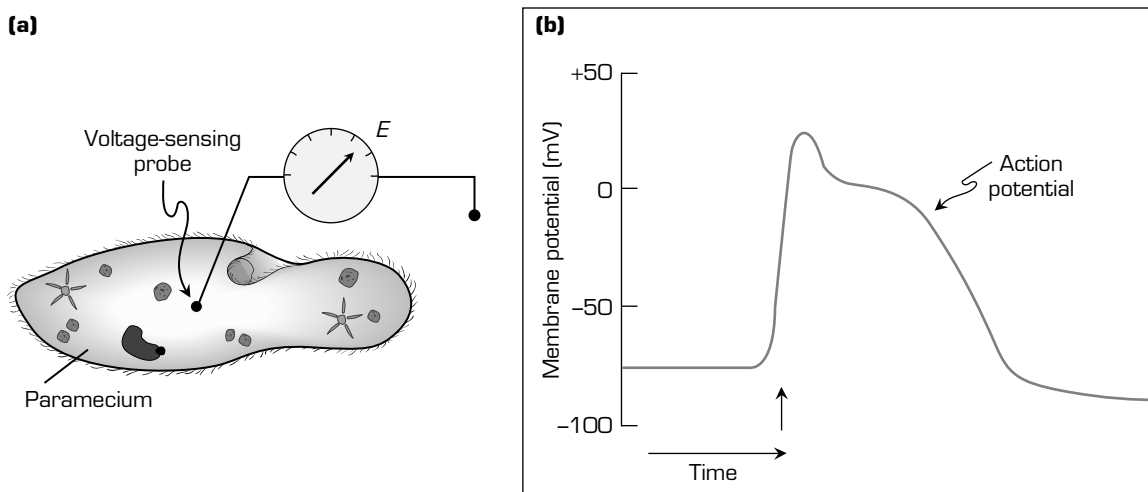 (a)
Voltage-sensing
probe
E
Paramecium
(b)
+50
0
−50
−100
Membrane potential (mV)
Action
potential
Time